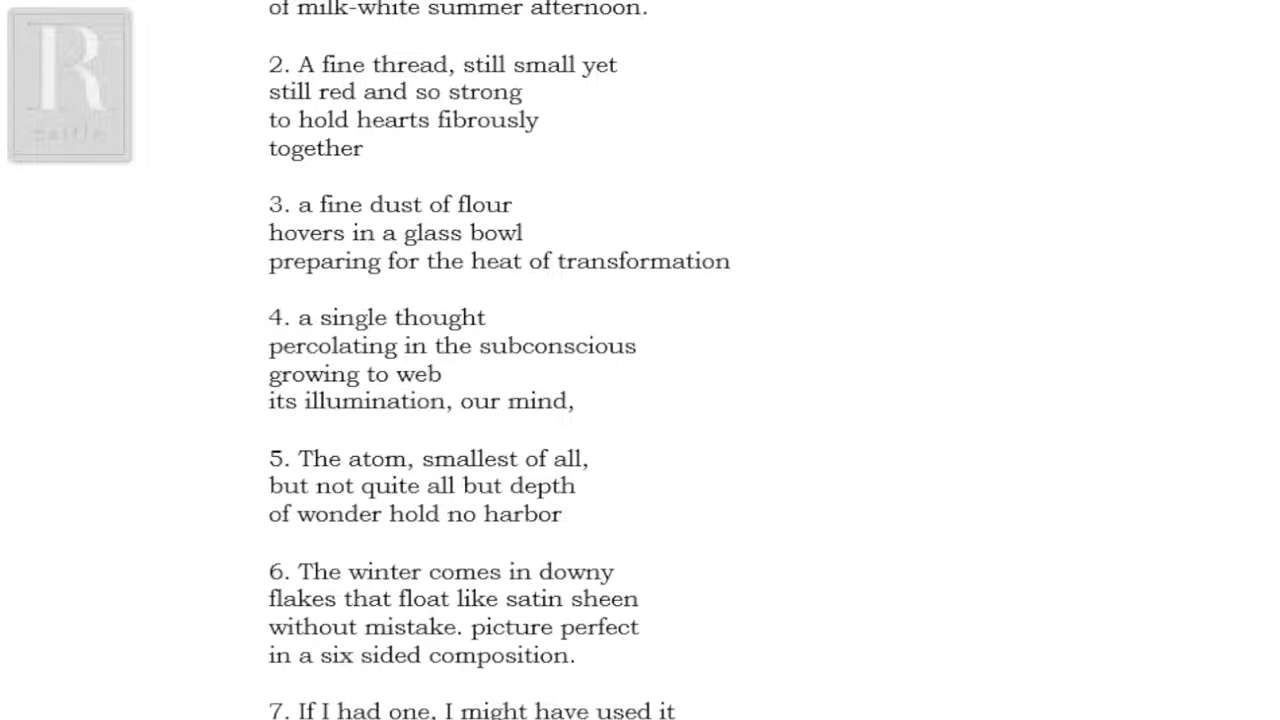 of milk-white summer afternoon.
2. A fine thread, still small yet
still red and so strong
to hold hearts fibrously
together
3. a fine dust of flour
hovers in a glass bowl
preparing for the heat of transformation
4. a single thought
percolating in the subconscious
growing to web
its illumination, our mind,
5. The atom, smallest of all,
but not quite all but depth
of wonder hold no harbor
6. The winter comes in downy
flakes that float like satin sheen
without mistake. picture perfect
in a six sided composition.
7. If I had one, I might have used it
R